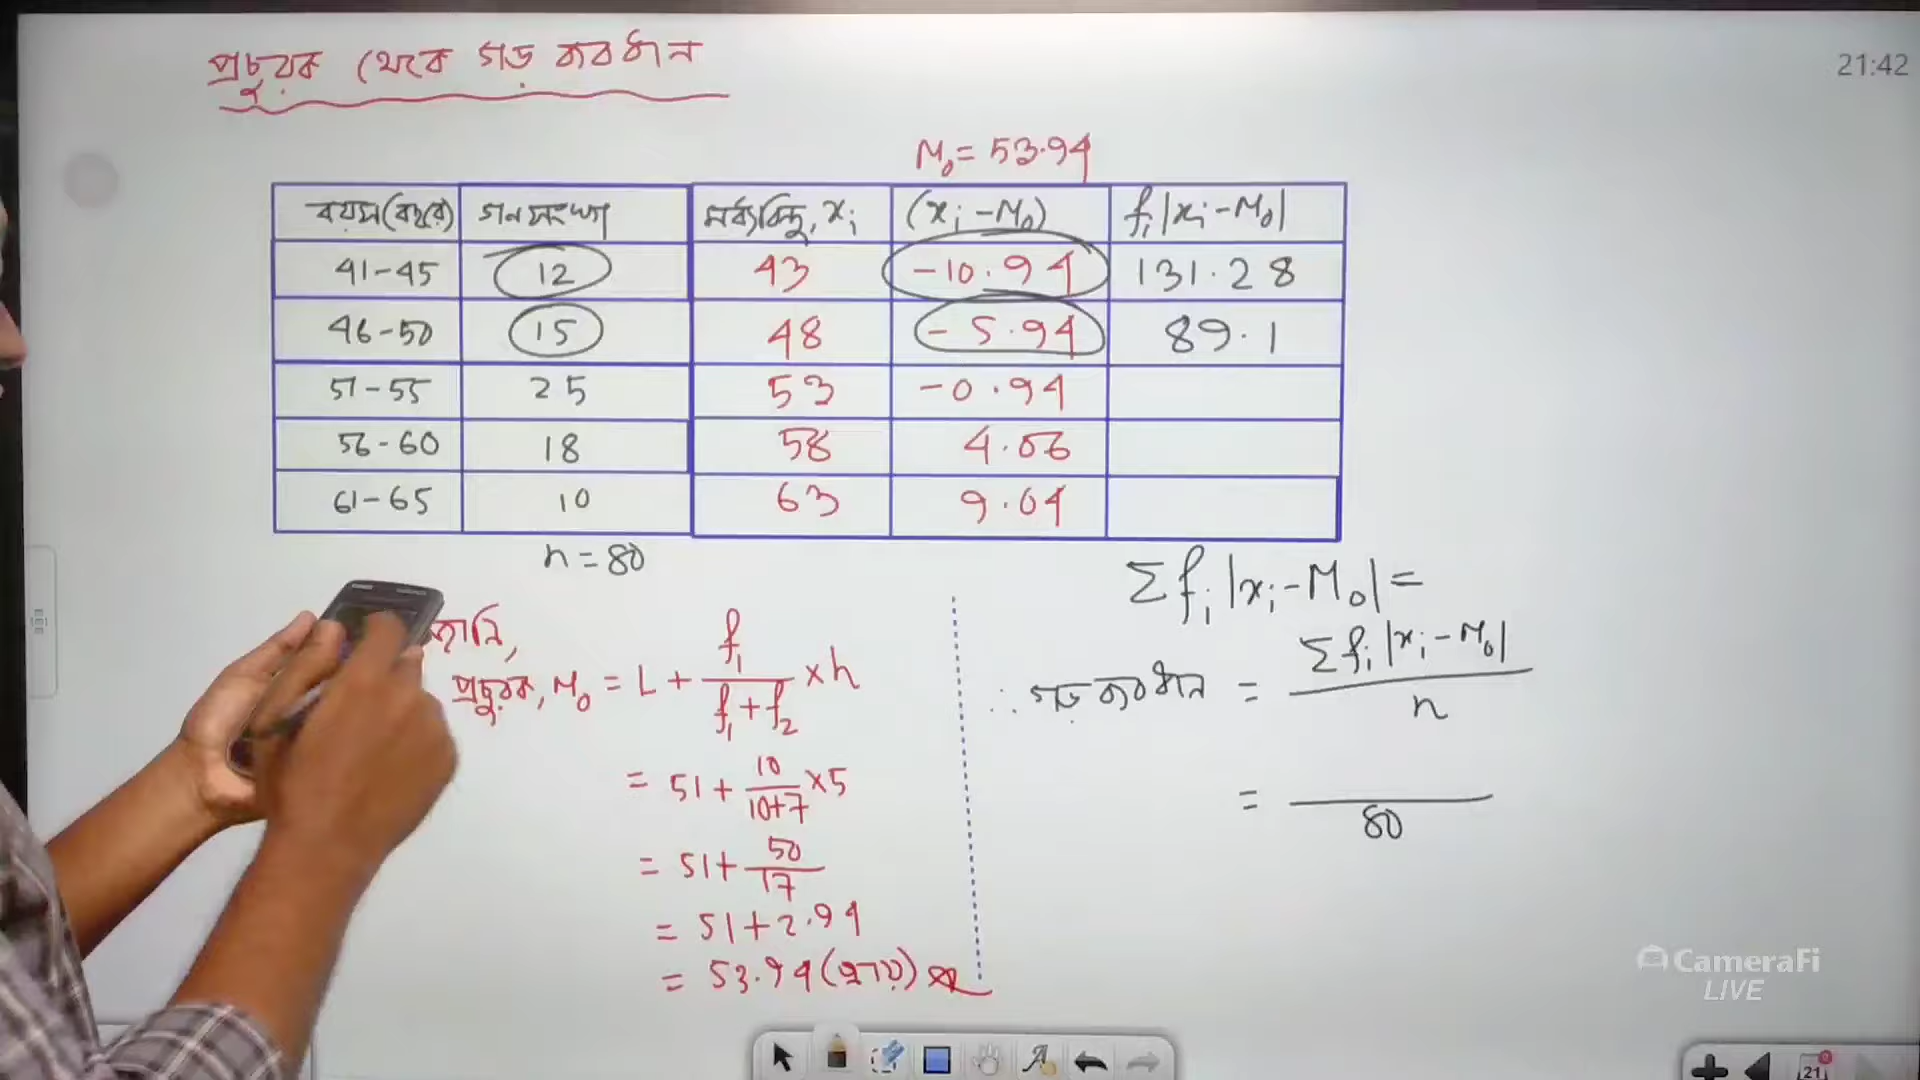 প্রচুরক থেকে গড় ব্যবধান
21:42
M₀ = 53.94
বয়স(বছরে) জনসংখ্যা মধ্যবিন্দু, xᵢ (xᵢ – M₀) fᵢ|xᵢ – M₀|
41-45 12 43 -10.94 131.28
46-50 15 48 -5.94 89.1
51-55 25 53 -0.94
56-60 18 58 4.06
61-65 10 63 9.04
n = 80
Σfᵢ|xᵢ – M₀| =
জানি,
প্রচুরক, M₀ = L + f₁/(f₁+f₂) × h
= 51 + 10/(10+7) × 5
= 51 + 50/17
= 51 + 2.94
= 53.94 (প্রায়)
∴ গড় ব্যবধান = Σfᵢ|xᵢ – M₀| / n
= /80
CameraFi
LIVE
21